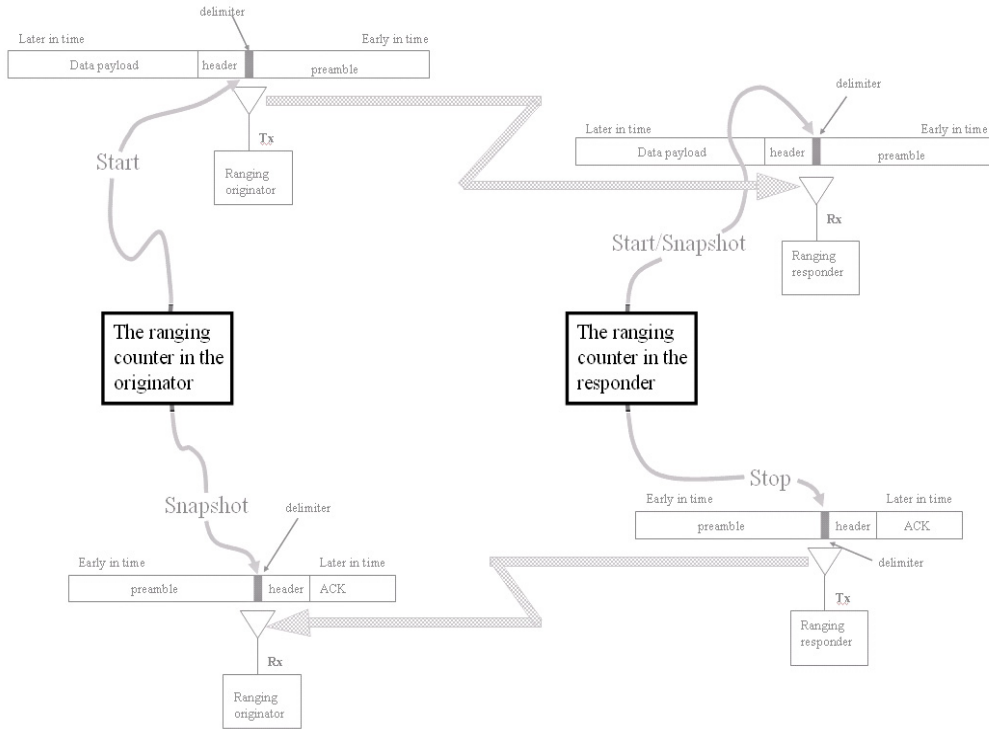 delimiter
Later in time
Early in time
Data payload
header
preamble
Tx
Ranging
originator
Start
delimiter
Later in time
Early in time
Data payload
header
preamble
Rx
Ranging
responder
Start/Snapshot
The ranging
counter in the
originator
The ranging
counter in the
responder
Snapshot
delimiter
Early in time
Later in time
preamble
header
ACK
Rx
Ranging
originator
Stop
Early in time
Later in time
preamble
header
ACK
delimiter
Tx
Ranging
responder